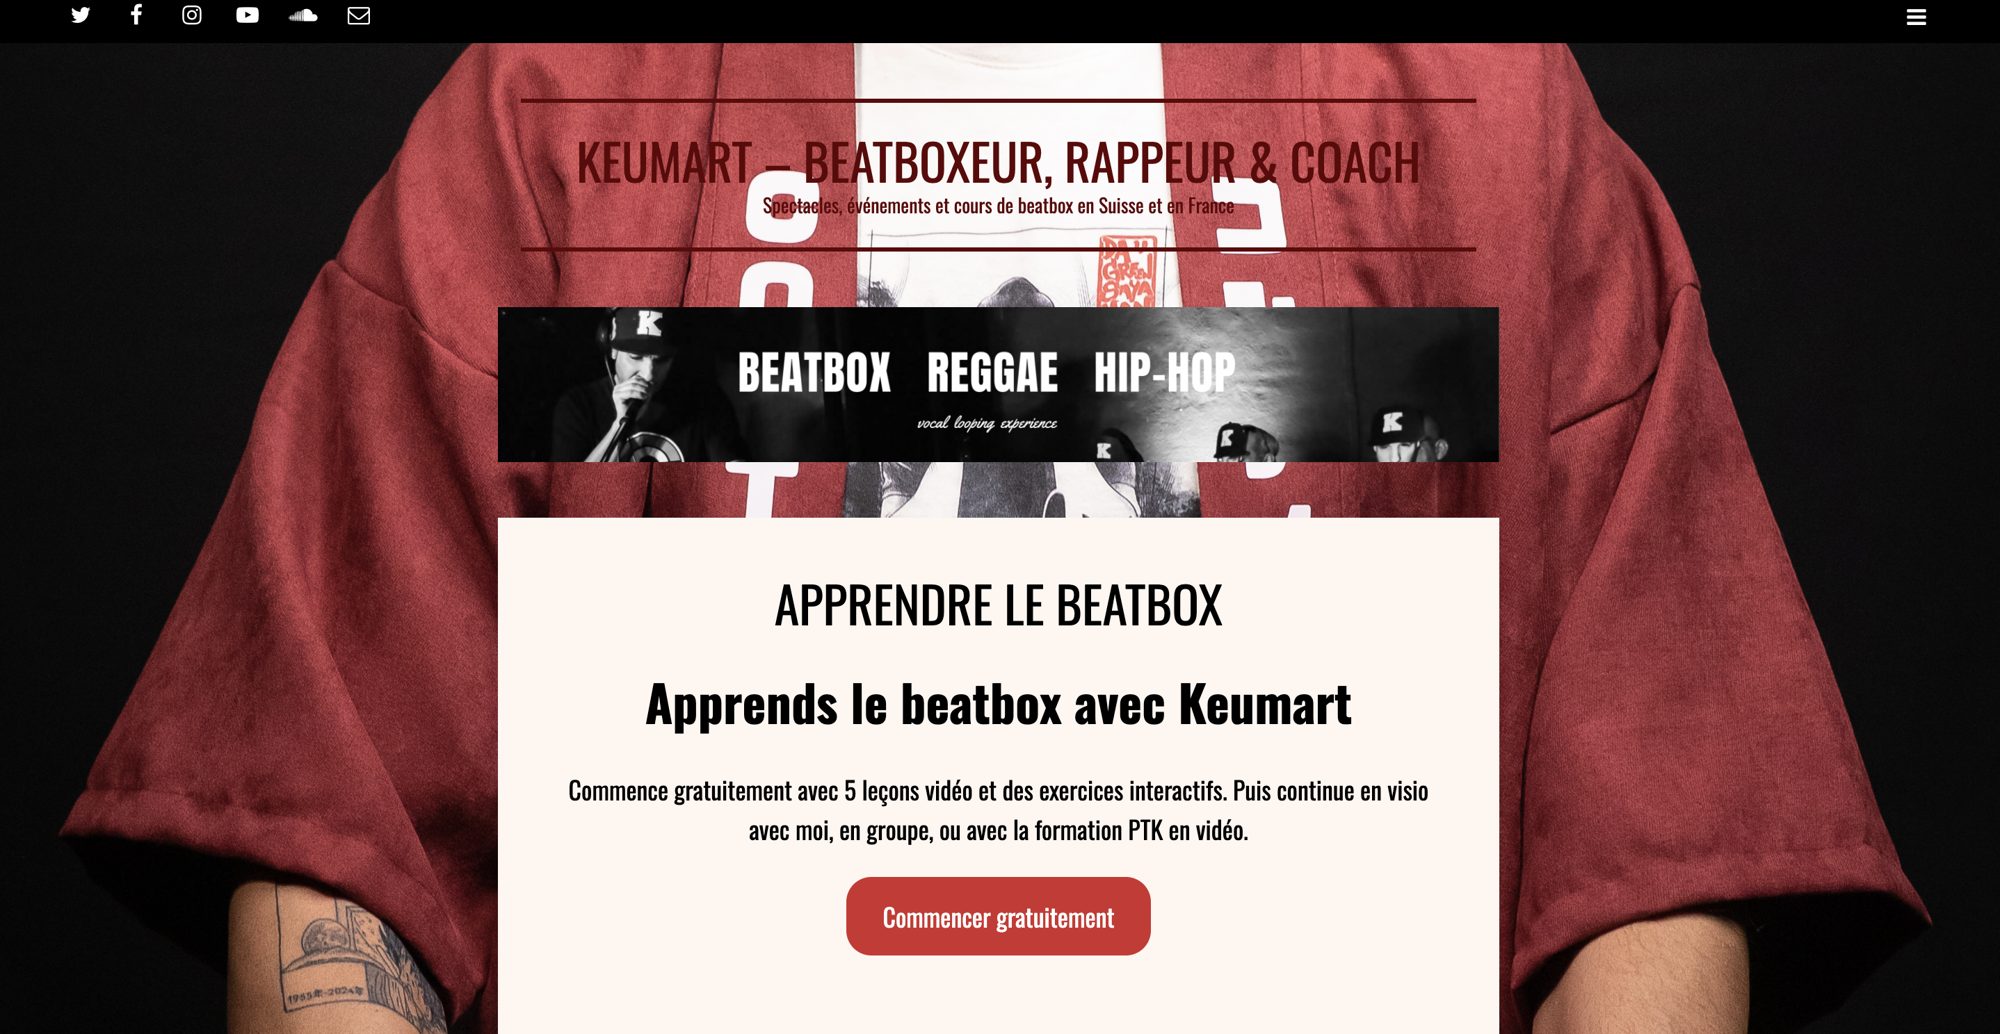 KEUMART – BEATBOXEUR, RAPPEUR & COACH
Spectacles, événements et cours de beatbox en Suisse et en France
BEATBOX REGGAE HIP-HOP
vocal looping experience
K
K
K
K
APPRENDRE LE BEATBOX
Apprends le beatbox avec Keumart
Commence gratuitement avec 5 leçons vidéo et des exercices interactifs. Puis continue en visio
avec moi, en groupe, ou avec la formation PTK en vidéo.
Commencer gratuitement